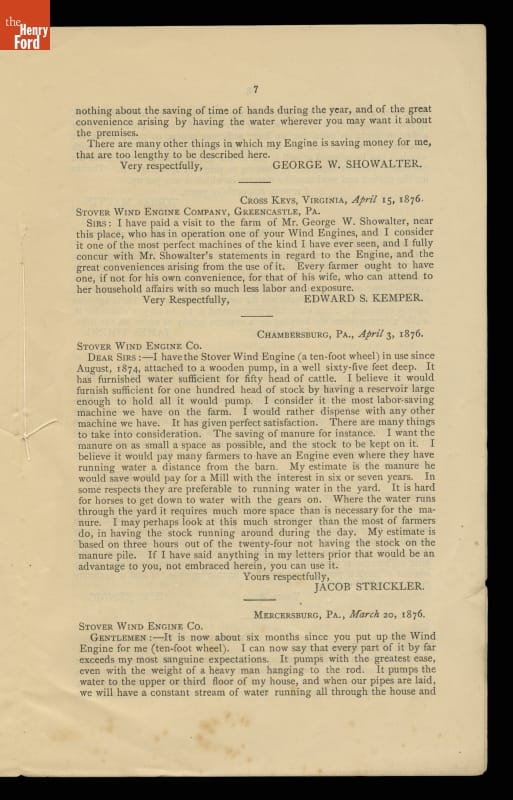 the
Henry
Ford
7
nothing about the saving of time of hands during the year, and of the great
convenience arising by having the water wherever you may want it about
the premises.
There are many other things in which my Engine is saving money for me,
that are too lengthy to be described here.
Very respectfully, GEORGE W. SHOWALTER.
CROSS KEYS, VIRGINIA, April 15, 1876.
STOVER WIND ENGINE COMPANY, GREENCASTLE, PA.
SIRS: I have paid a visit to the farm of Mr. George W. Showalter, near
this place, who has in operation one of your Wind Engines, and I consider
it one of the most perfect machines of the kind I have ever seen, and I fully
concur with Mr. Showalter's statements in regard to the Engine, and the
great conveniences arising from the use of it. Every farmer ought to have
one, if not for his own convenience, for that of his wife, who can attend to
her household affairs with so much less labor and exposure.
Very Respectfully, EDWARD S. KEMPER.
CHAMBERSBURG, PA., April 3, 1876.
STOVER WIND ENGINE CO.
DEAR SIRS:—I have the Stover Wind Engine (a ten-foot wheel) in use since
August, 1874, attached to a wooden pump, in a well sixty-five feet deep. It
has furnished water sufficient for fifty head of cattle. I believe it would
furnish sufficient for one hundred head of stock by having a reservoir large
enough to hold all it would pump. I consider it the most labor-saving
machine we have on the farm. I would rather dispense with any other
machine we have. It has given perfect satisfaction. There are many things
to take into consideration. The saving of manure for instance. I want the
manure on as small a space as possible, and the stock to be kept on it. I
believe it would pay many farmers to have an Engine even where they have
running water a distance from the barn. My estimate is the manure he
would save would pay for a Mill with the interest in six or seven years. In
some respects they are preferable to running water in the yard. It is hard
for horses to get down to water with the gears on. Where the water runs
through the yard it requires much more space than is necessary for the ma-
nure. I may perhaps look at this much stronger than the most of farmers
do, in having the stock running around during the day. My estimate is
based on three hours out of the twenty-four not having the stock on the
manure pile. If I have said anything in my letters prior that would be an
advantage to you, not embraced herein, you can use it.
Yours respectfully,
JACOB STRICKLER.
MERCERSBURG, PA., March 20, 1876.
STOVER WIND ENGINE CO.
GENTLEMEN:—It is now about six months since you put up the Wind
Engine for me (ten-foot wheel). I can now say that every part of it by far
exceeds my most sanguine expectations. It pumps with the greatest ease,
even with the weight of a heavy man hanging to the rod. It pumps the
water to the upper or third floor of my house, and when our pipes are laid,
we will have a constant stream of water running all through the house and